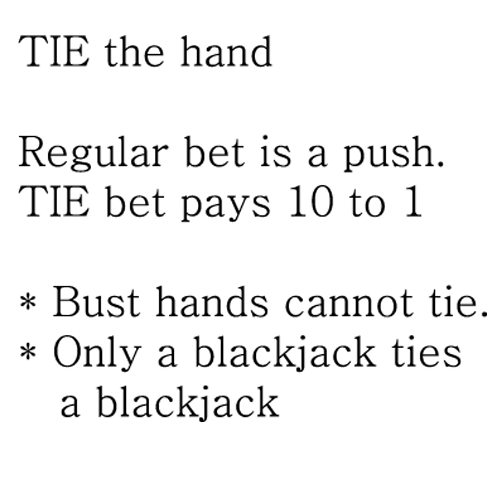 TIE the hand
Regular bet is a push.
TIE bet pays 10 to 1
* Bust hands cannot tie.
* Only a blackjack ties
a blackjack